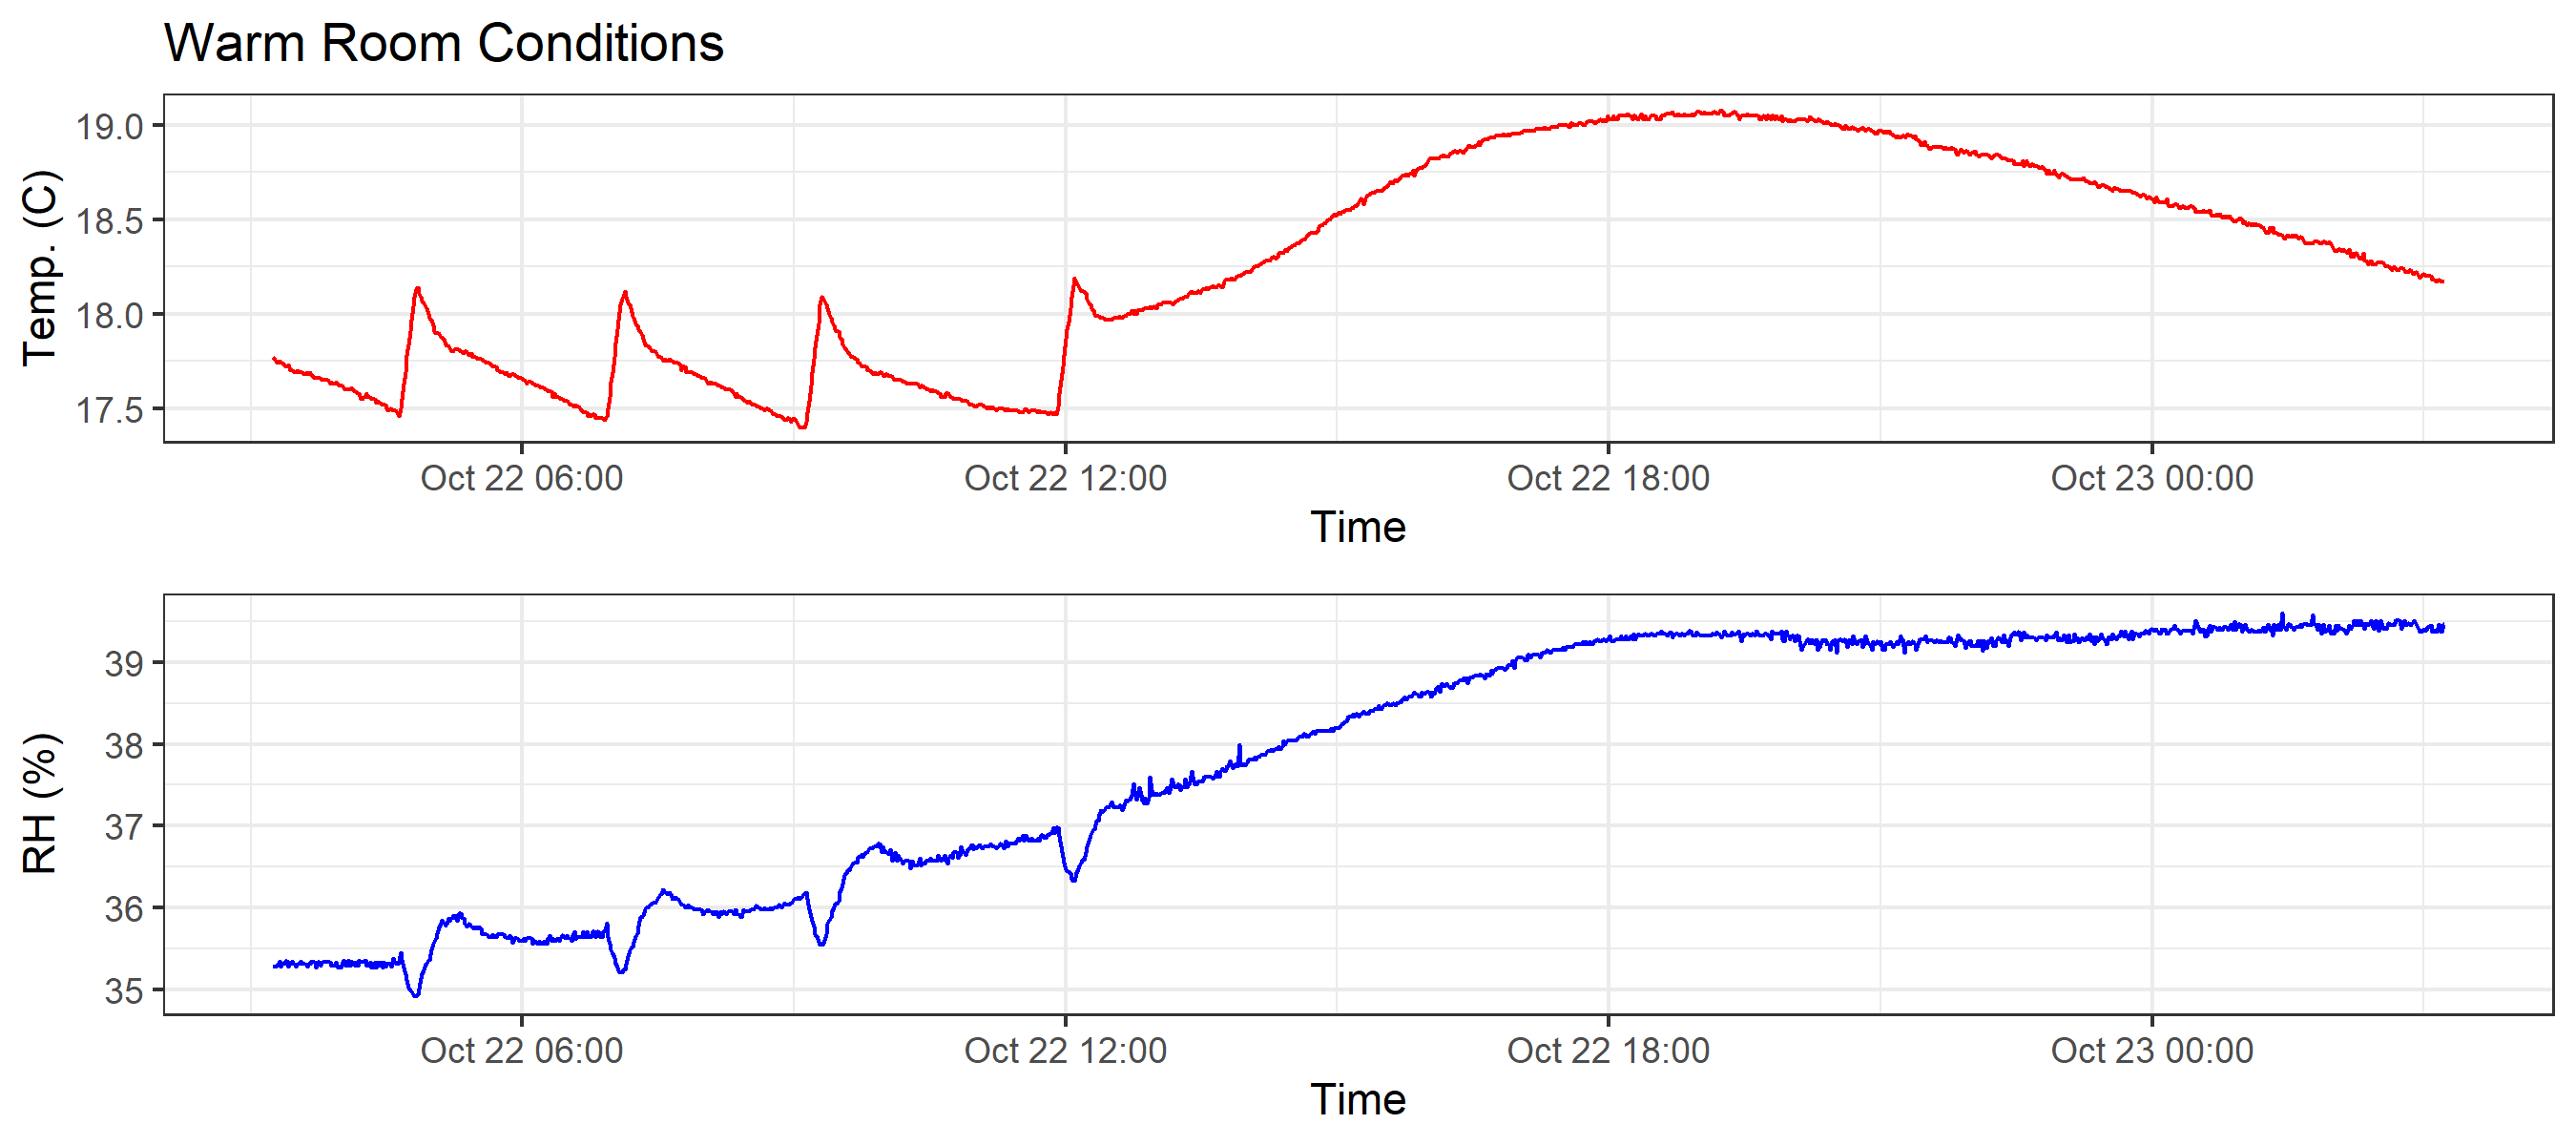 Warm Room Conditions
Temp. (C)
19.0
18.5
18.0
17.5
Oct 22 06:00 Oct 22 12:00 Oct 22 18:00 Oct 23 00:00
Time
RH (%)
39
38
37
36
35
Oct 22 06:00 Oct 22 12:00 Oct 22 18:00 Oct 23 00:00
Time